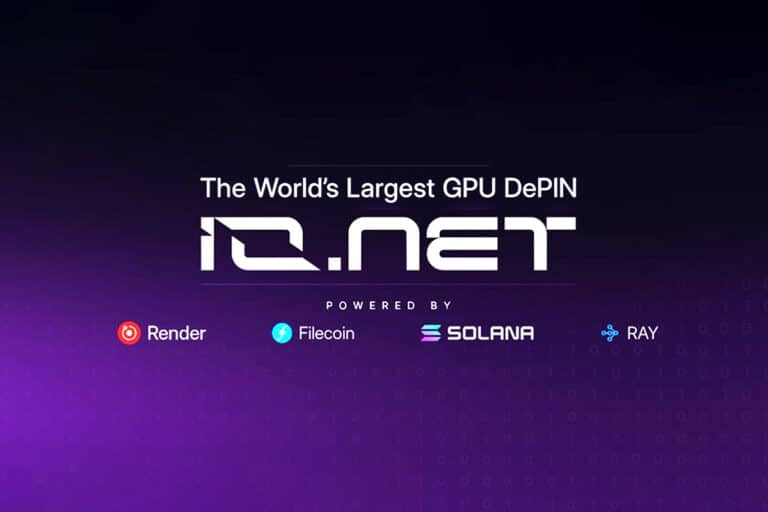 The World's Largest GPU DePIN
IO.NET
POWERED BY
Render Filecoin SOLANA RAY